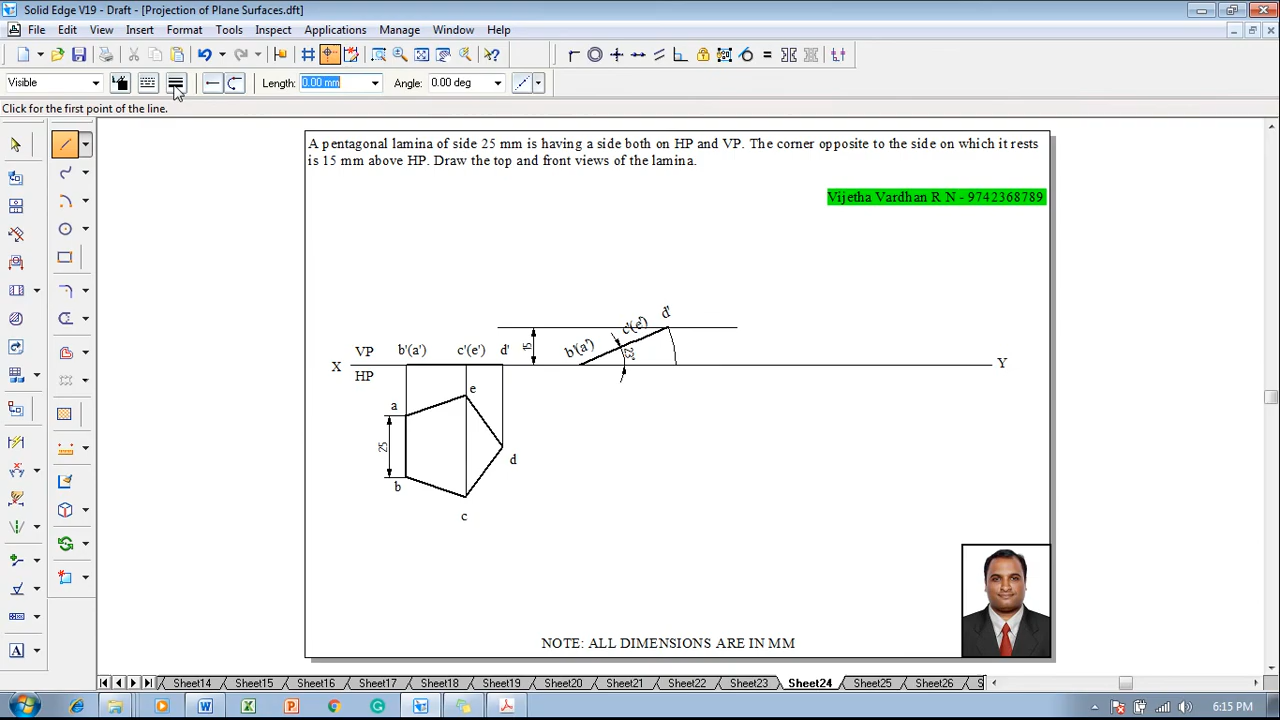 Solid Edge V19 - Draft - [Projection of Plane Surfaces.dft]
File Edit View Insert Format Tools Inspect Applications Manage Window Help
Visible Length: 0.00 mm Angle: 0.00 deg
Click for the first point of the line.
A pentagonal lamina of side 25 mm is having a side both on HP and VP. The corner opposite to the side on which it rests
is 15 mm above HP. Draw the top and front views of the lamina.
Vijetha Vardhan R N - 9742368789
d'
c'(e')
15
b'(a')
23°
VP b'(a') c'(e') d'
X Y
HP
e
a
25
d
b
c
NOTE: ALL DIMENSIONS ARE IN MM
Sheet14 Sheet15 Sheet16 Sheet17 Sheet18 Sheet19 Sheet20 Sheet21 Sheet22 Sheet23 Sheet24 Sheet25 Sheet26 S
6:15 PM